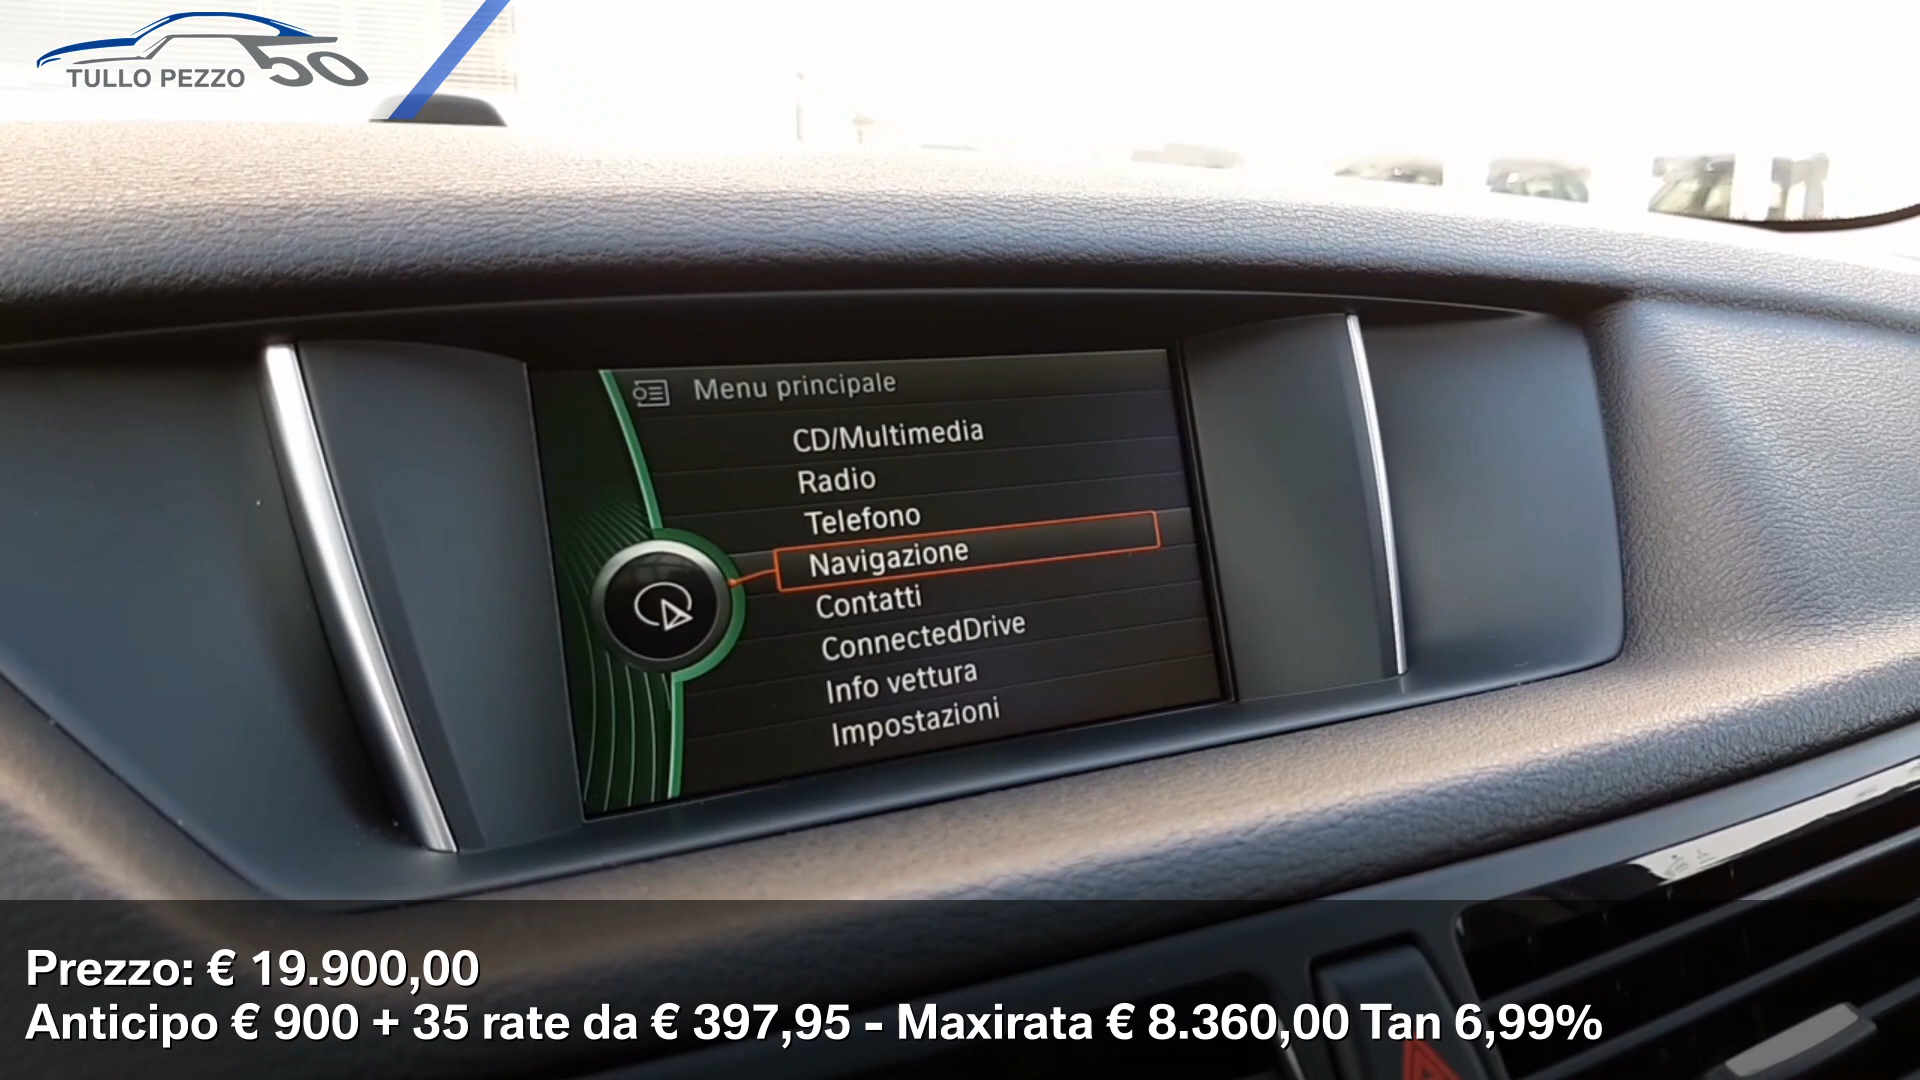 TULLO PEZZO 50
Menu principale
CD/Multimedia
Radio
Telefono
Navigazione
Contatti
ConnectedDrive
Info vettura
Impostazioni
Prezzo: € 19.900,00
Anticipo € 900 + 35 rate da € 397,95 - Maxirata € 8.360,00 Tan 6,99%